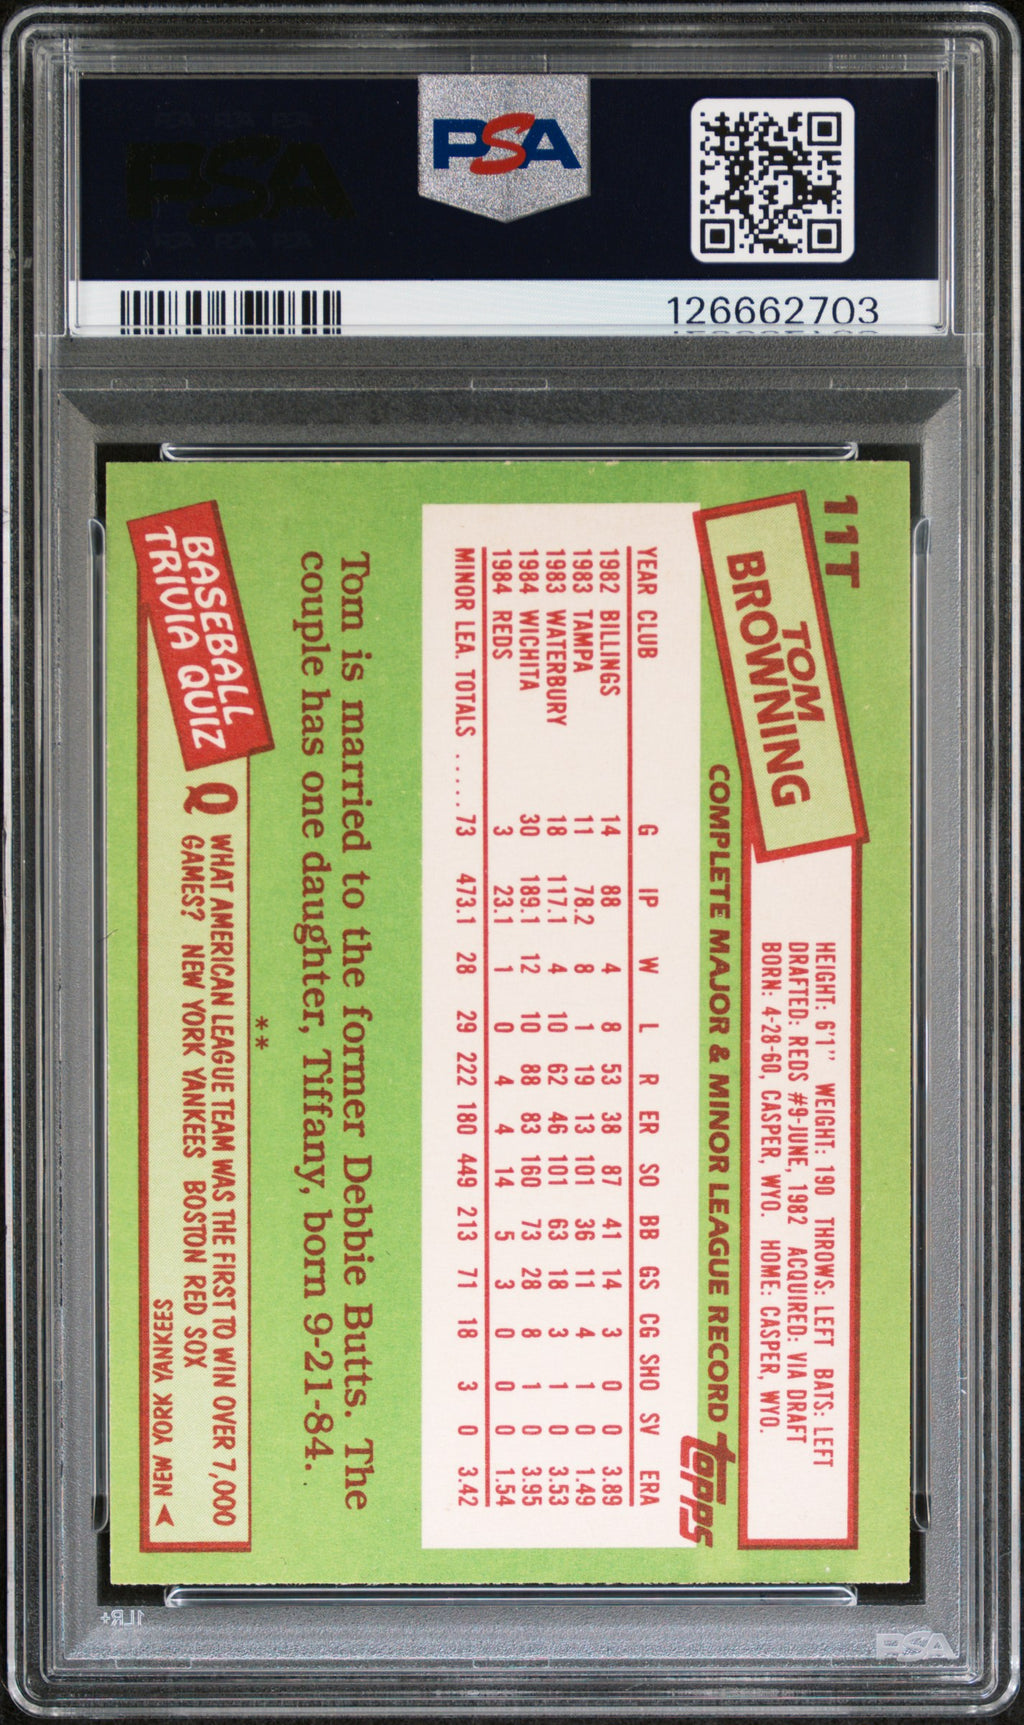 PSA
126662703
11T
TOM
BROWNING
HEIGHT: 6'1" WEIGHT: 190 THROWS: LEFT BATS: LEFT
DRAFTED: REDS #9-JUNE, 1982 ACQUIRED: VIA DRAFT
BORN: 4-28-60, CASPER, WYO. HOME: CASPER, WYO.
COMPLETE MAJOR & MINOR LEAGUE RECORD
topps
YEAR CLUB G IP W L R ER SO BB GS CG SHO SV ERA
1982 BILLINGS 14 88 4 8 53 38 87 41 14 3 0 0 3.89
1983 TAMPA 11 78.2 8 1 19 13 101 36 11 4 1 0 1.49
1983 WATERBURY 18 117.1 4 10 62 46 101 63 18 3 1 0 3.53
1984 WICHITA 30 189.1 12 10 88 83 160 73 28 8 1 0 3.95
1984 REDS 3 23.1 1 0 4 4 14 5 3 0 0 0 1.54
MINOR LEA. TOTALS ..... 73 473.1 28 29 222 180 449 213 71 18 3 0 3.42
Tom is married to the former Debbie Butts. The
couple has one daughter, Tiffany, born 9-21-84.
**
BASEBALL
TRIVIA QUIZ
Q WHAT AMERICAN LEAGUE TEAM WAS THE FIRST TO WIN OVER 7,000
GAMES? NEW YORK YANKEES BOSTON RED SOX
NEW YORK YANKEES
1LR+
PSA